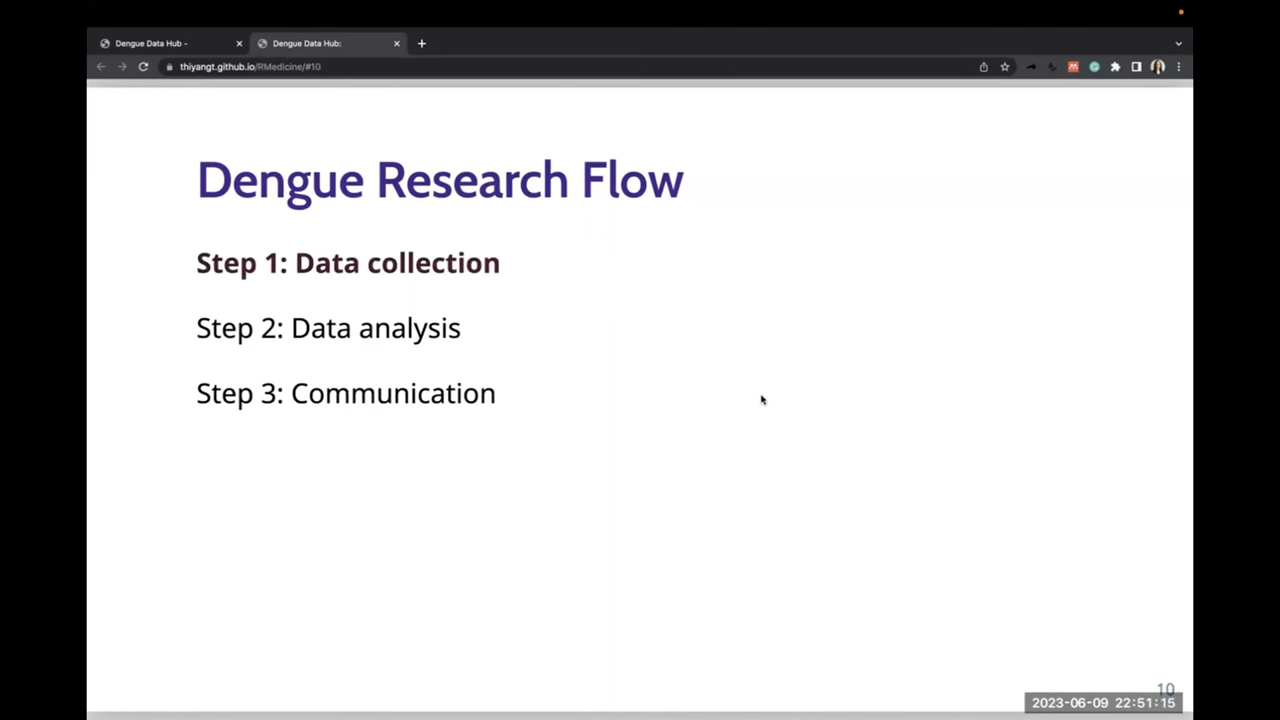 Dengue Data Hub -
Dengue Data Hub:
thiyangt.github.io/RMedicine/#10
Dengue Research Flow
Step 1: Data collection
Step 2: Data analysis
Step 3: Communication
10
2023-06-09 22:51:15